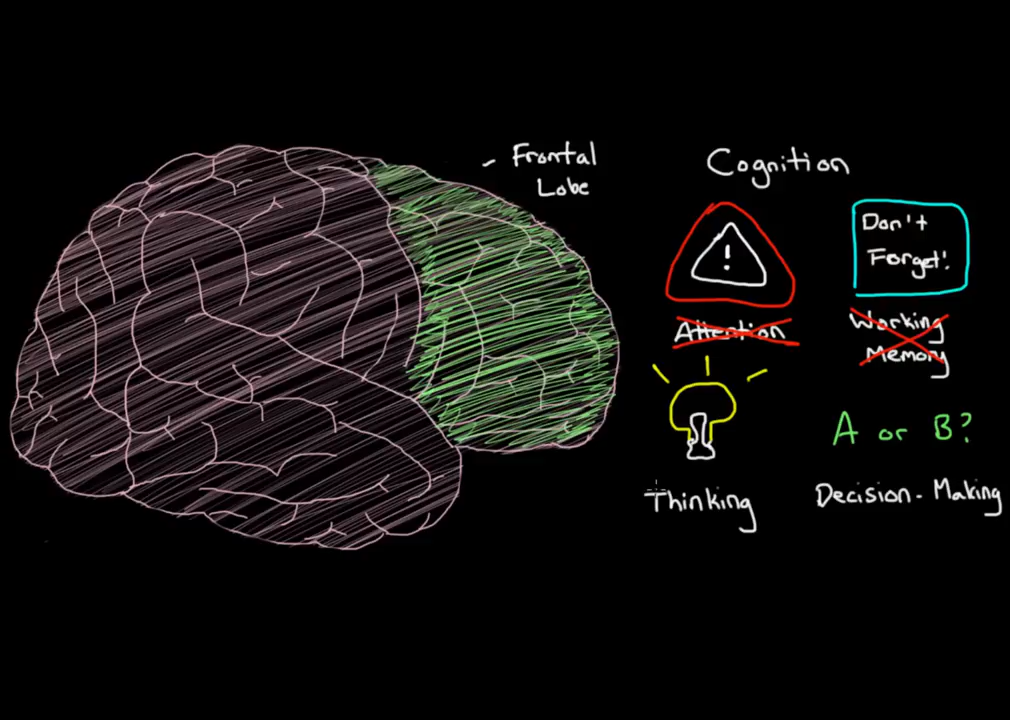 - Frontal
Lobe
Cognition
!
Don't
Forget!
Attention
Working
Memory
A or B?
Thinking
Decision-Making